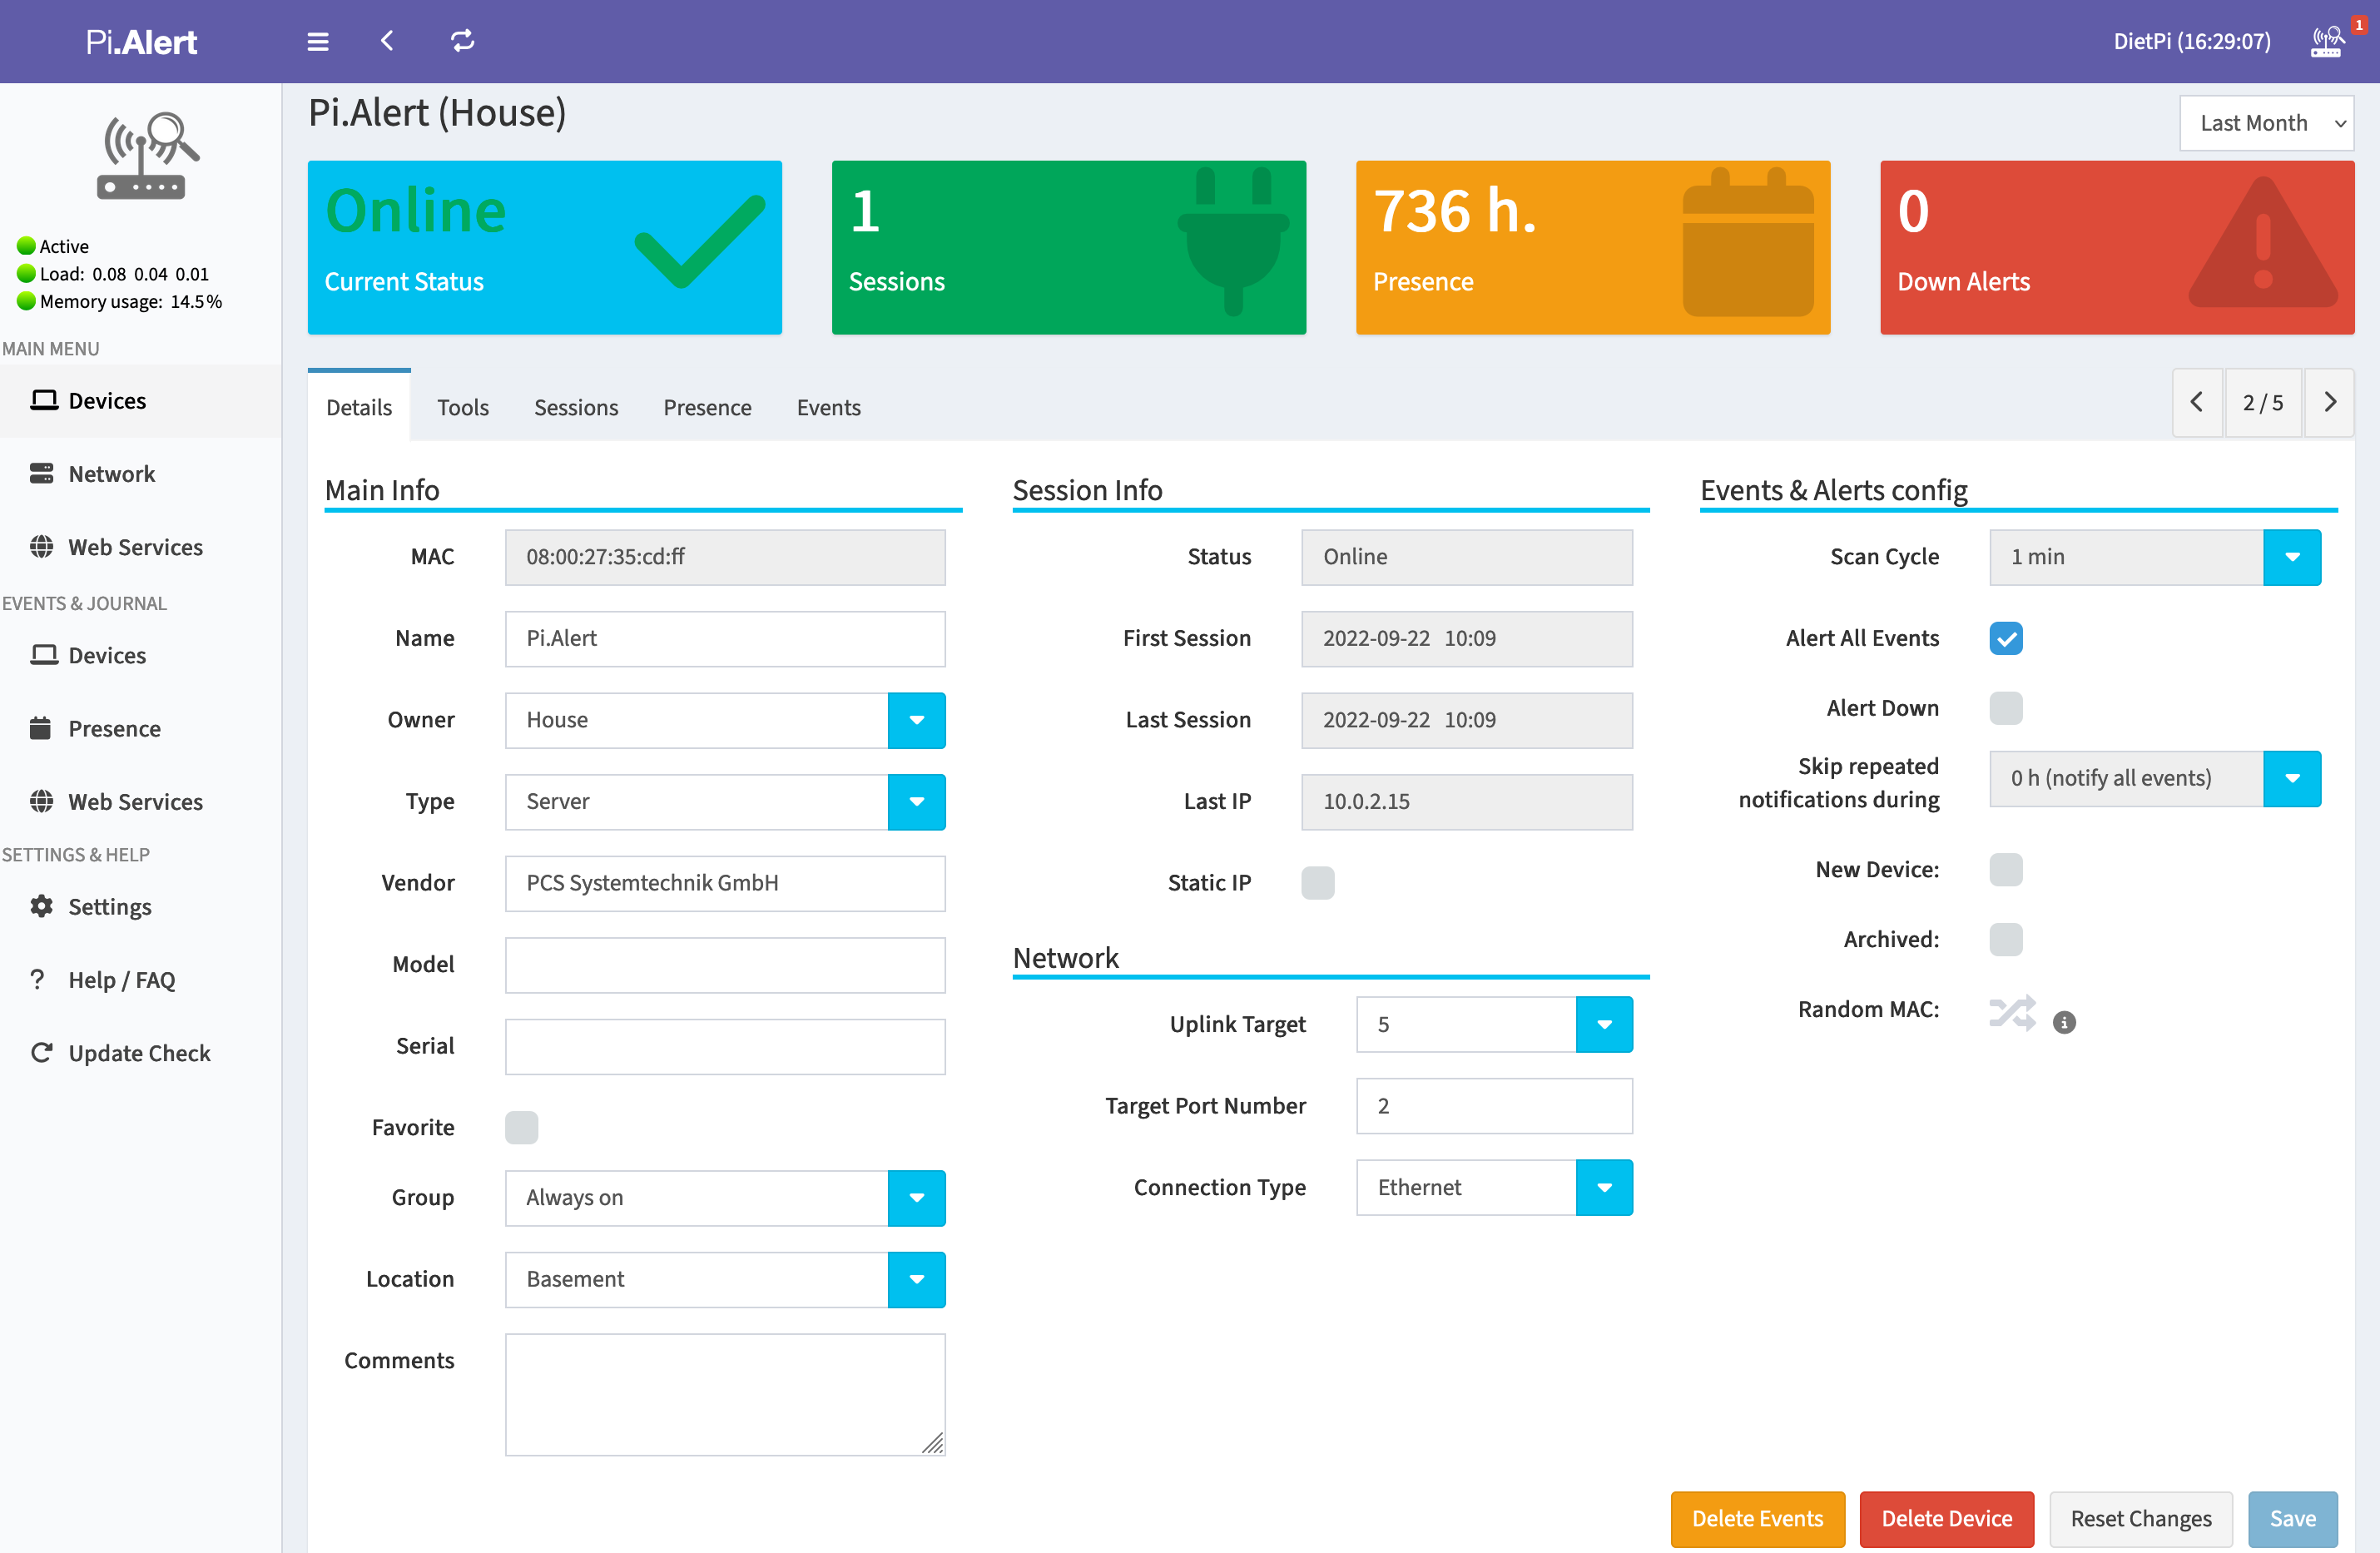 Pi.Alert
DietPi (16:29:07)
1
Active
Load: 0.08 0.04 0.01
Memory usage: 14.5%
MAIN MENU
Devices
Network
Web Services
EVENTS & JOURNAL
Devices
Presence
Web Services
SETTINGS & HELP
Settings
Help / FAQ
Update Check
Pi.Alert (House)
Last Month
Online
Current Status
1
Sessions
736 h.
Presence
0
Down Alerts
Details
Tools
Sessions
Presence
Events
2 / 5
Main Info
MAC
08:00:27:35:cd:ff
Name
Pi.Alert
Owner
House
Type
Server
Vendor
PCS Systemtechnik GmbH
Model
Serial
Favorite
Group
Always on
Location
Basement
Comments
Session Info
Status
Online
First Session
2022-09-22 10:09
Last Session
2022-09-22 10:09
Last IP
10.0.2.15
Static IP
Network
Uplink Target
5
Target Port Number
2
Connection Type
Ethernet
Events & Alerts config
Scan Cycle
1 min
Alert All Events
Alert Down
Skip repeated
notifications during
0 h (notify all events)
New Device:
Archived:
Random MAC:
Delete Events
Delete Device
Reset Changes
Save